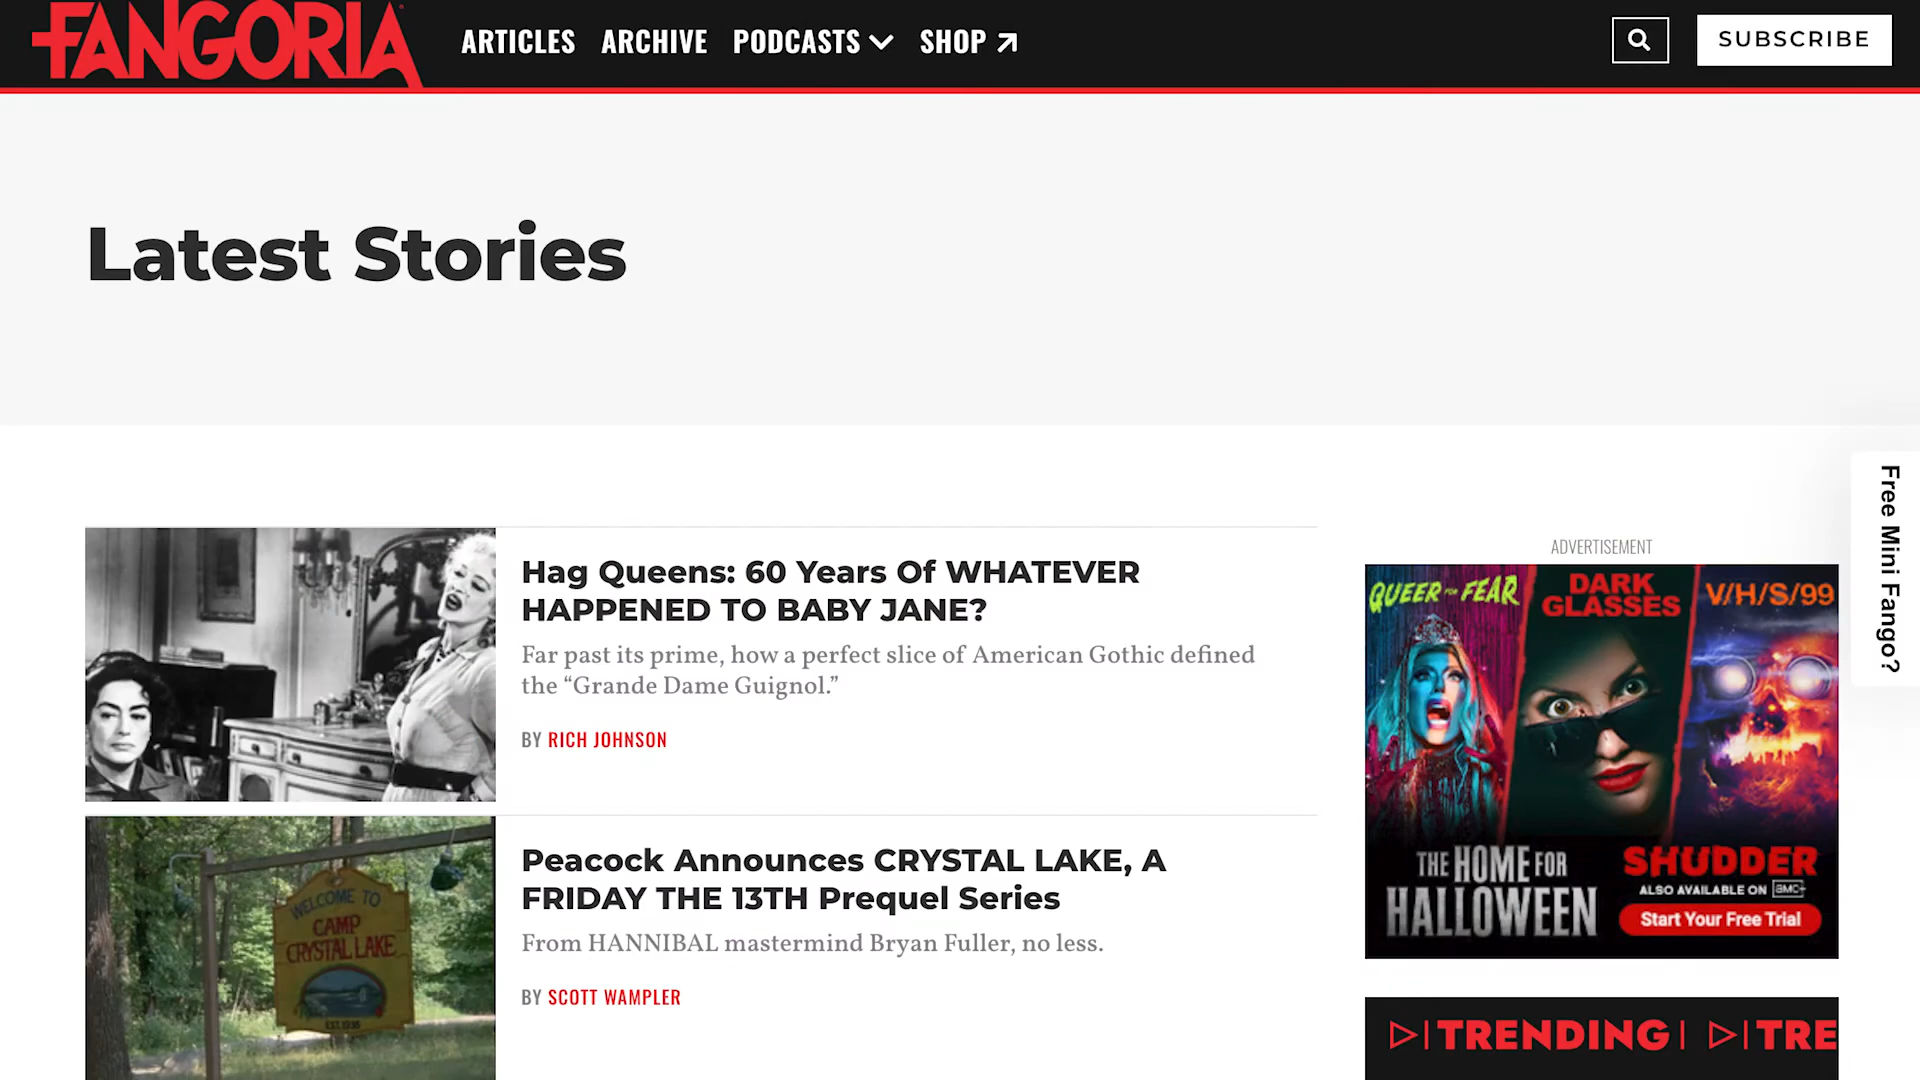 FANGORIA
ARTICLES ARCHIVE PODCASTS SHOP
SUBSCRIBE
Latest Stories
Free Mini Fango?
Hag Queens: 60 Years Of WHATEVER
HAPPENED TO BABY JANE?
Far past its prime, how a perfect slice of American Gothic defined
the “Grande Dame Guignol.”
BY RICH JOHNSON
WELCOME TO
CAMP
CRYSTAL LAKE
EST. 1935
Peacock Announces CRYSTAL LAKE, A
FRIDAY THE 13TH Prequel Series
From HANNIBAL mastermind Bryan Fuller, no less.
BY SCOTT WAMPLER
ADVERTISEMENT
QUEER FOR FEAR
DARK
GLASSES
V/H/S/99
THE HOME FOR
HALLOWEEN
SHUDDER
ALSO AVAILABLE ON AMC+
Start Your Free Trial
TRENDING | TRE